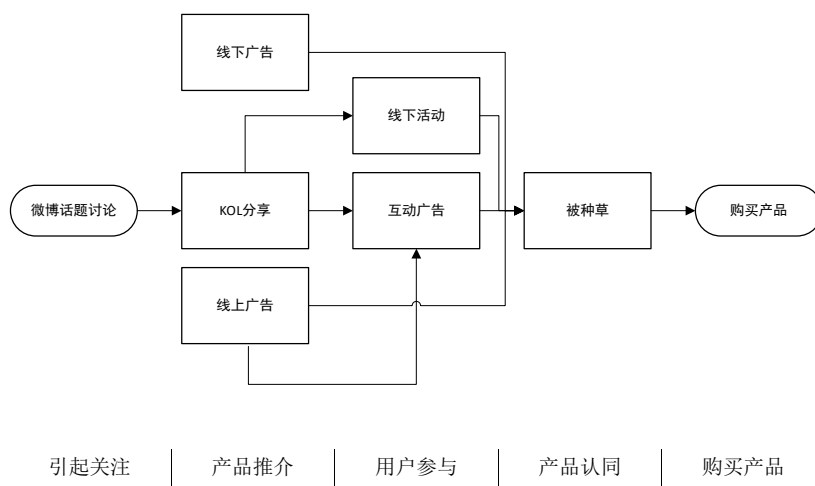 线下广告
线下活动
微博话题讨论
KOL分享
互动广告
被种草
购买产品
线上广告
引起关注
产品推介
用户参与
产品认同
购买产品